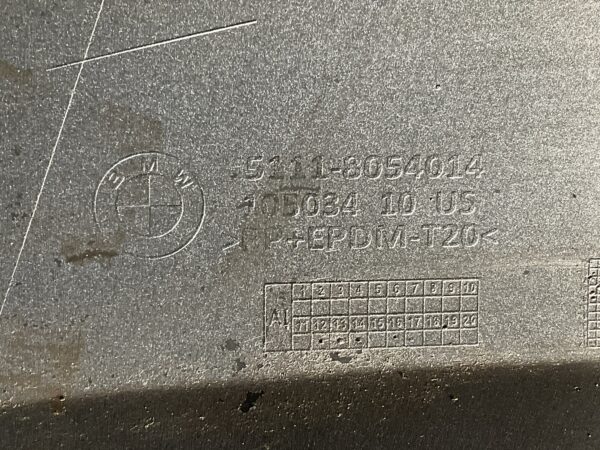 BMW
5111-8054014
105034 10 US
>PP+EPDM-T20<
AI
1 2 3 4 5 6 7 8 9 10
11 12 13 14 15 16 17 18 19 20